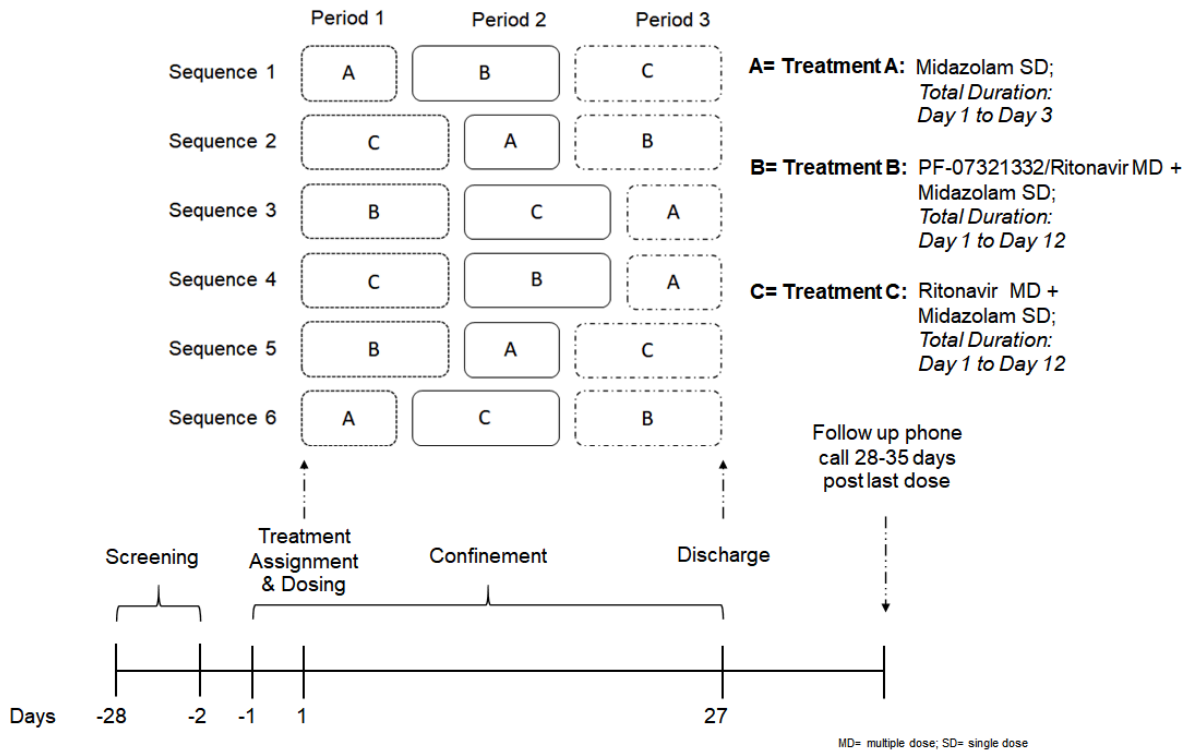 Period 1 Period 2 Period 3
Sequence 1 A B C
Sequence 2 C A B
Sequence 3 B C A
Sequence 4 C B A
Sequence 5 B A C
Sequence 6 A C B
A= Treatment A: Midazolam SD;
Total Duration:
Day 1 to Day 3
B= Treatment B: PF-07321332/Ritonavir MD +
Midazolam SD;
Total Duration:
Day 1 to Day 12
C= Treatment C: Ritonavir MD +
Midazolam SD;
Total Duration:
Day 1 to Day 12
Follow up phone
call 28-35 days
post last dose
Screening
Treatment
Assignment
& Dosing
Confinement
Discharge
Days -28 -2 -1 1 27
MD= multiple dose; SD= single dose